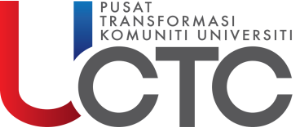 PUSAT
TRANSFORMASI
KOMUNITI UNIVERSITI
UCTC